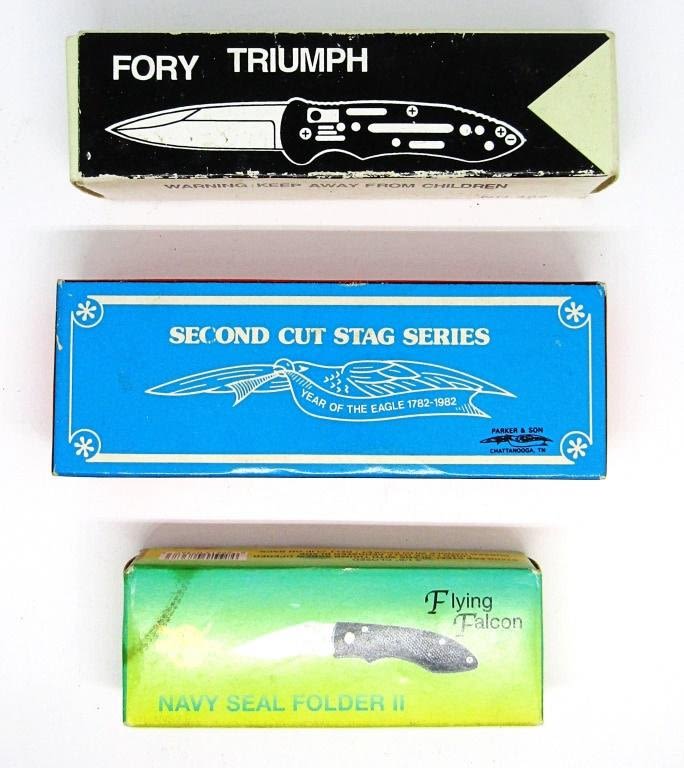 FORY TRIUMPH
WARNING: KEEP AWAY FROM CHILDREN
SECOND CUT STAG SERIES
YEAR OF THE EAGLE 1782-1982
PARKER & SON
CHATTANOOGA, TN
Flying
Falcon
NAVY SEAL FOLDER II